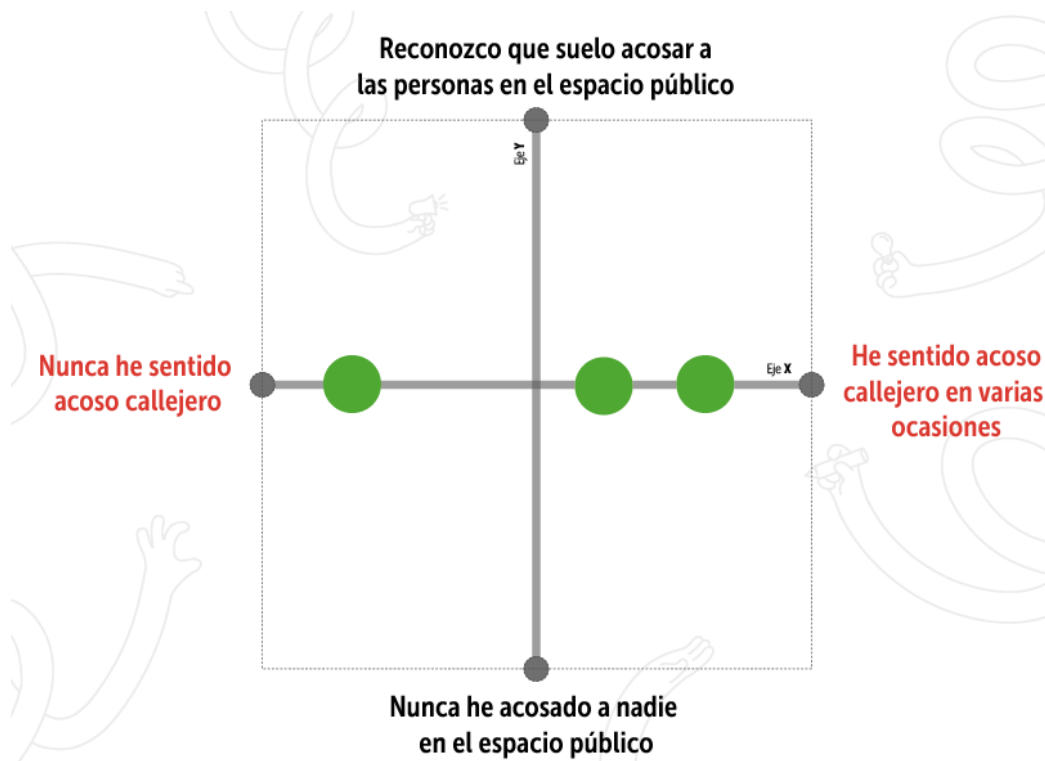 Reconozco que suelo acosar a
las personas en el espacio público
Eje Y
Nunca he sentido
acoso callejero
Eje X
He sentido acoso
callejero en varias
ocasiones
Nunca he acosado a nadie
en el espacio público